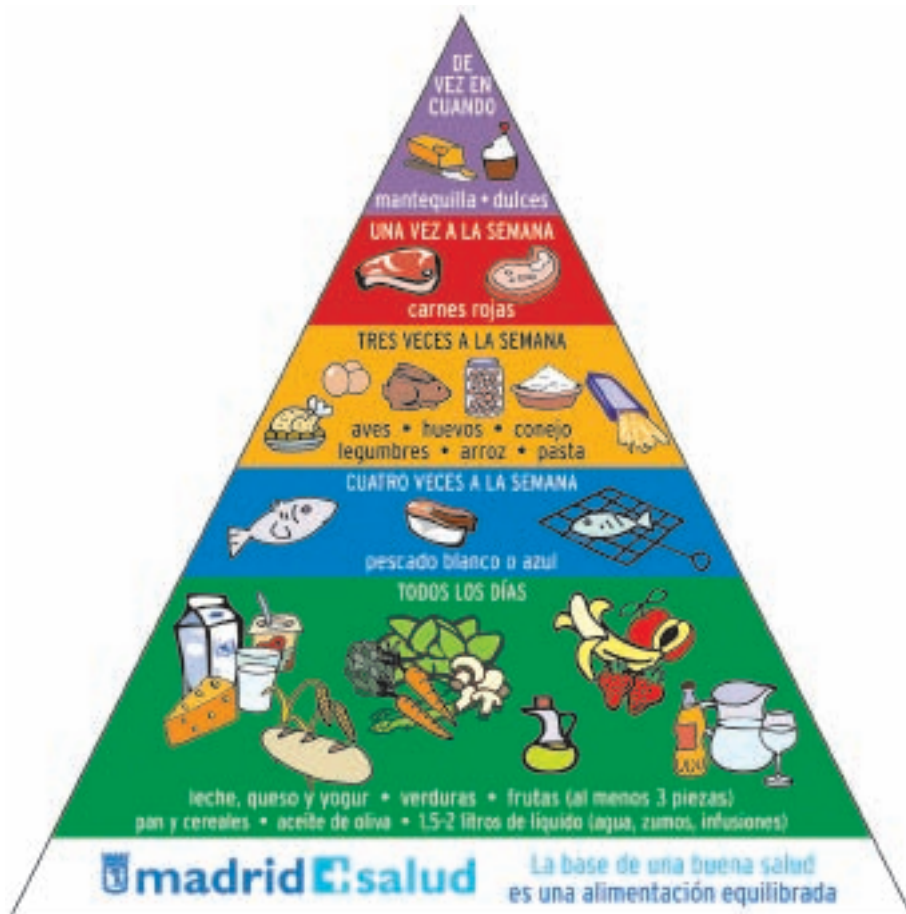 DE
VEZ EN
CUANDO
mantequilla • dulces
UNA VEZ A LA SEMANA
carnes rojas
TRES VECES A LA SEMANA
aves • huevos • conejo
legumbres • arroz • pasta
CUATRO VECES A LA SEMANA
pescado blanco o azul
TODOS LOS DÍAS
leche, queso y yogur • verduras • frutas (al menos 3 piezas)
pan y cereales • aceite de oliva • 1,5-2 litros de líquido (agua, zumos, infusiones)
madrid salud
La base de una buena salud
es una alimentación equilibrada